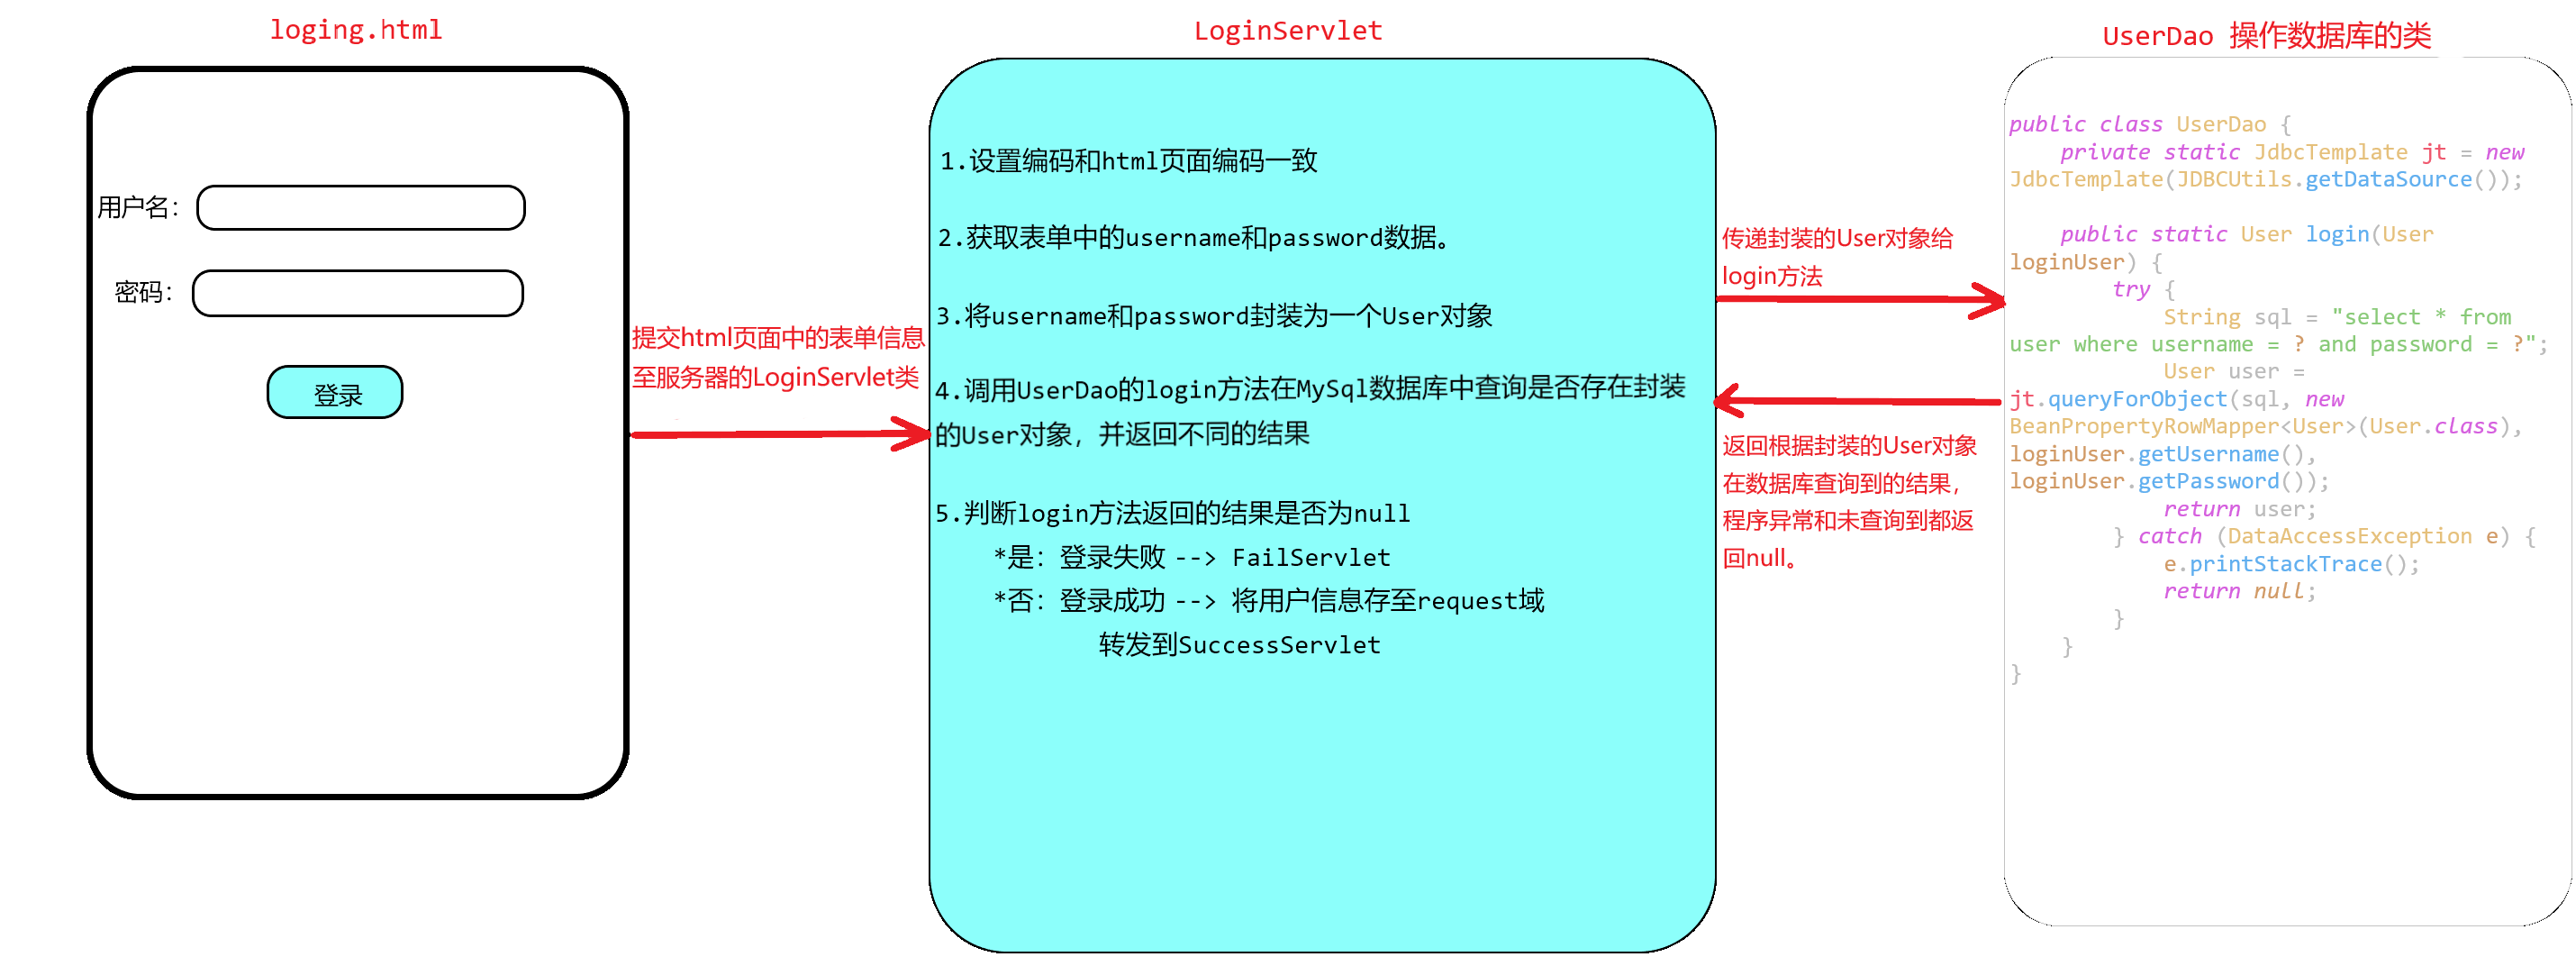 loging.html
用户名：
密码：
登录
提交html页面中的表单信息
至服务器的LoginServlet类
LoginServlet
1.设置编码和html页面编码一致
2.获取表单中的username和password数据。
3.将username和password封装为一个User对象
4.调用UserDao的login方法在MySql数据库中查询是否存在封装
的User对象，并返回不同的结果
5.判断login方法返回的结果是否为null
*是：登录失败 --> FailServlet
*否：登录成功 --> 将用户信息存至request域
转发到SuccessServlet
传递封装的User对象给
login方法
返回根据封装的User对象
在数据库查询到的结果，
程序异常和未查询到都返
回null。
UserDao 操作数据库的类
public class UserDao {
    private static JdbcTemplate jt = new
JdbcTemplate(JDBCUtils.getDataSource());
    public static User login(User
loginUser) {
        try {
            String sql = "select * from
user where username = ? and password = ?";
            User user =
jt.queryForObject(sql, new
BeanPropertyRowMapper<User>(User.class),
loginUser.getUsername(),
loginUser.getPassword());
            return user;
        } catch (DataAccessException e) {
            e.printStackTrace();
            return null;
        }
    }
}